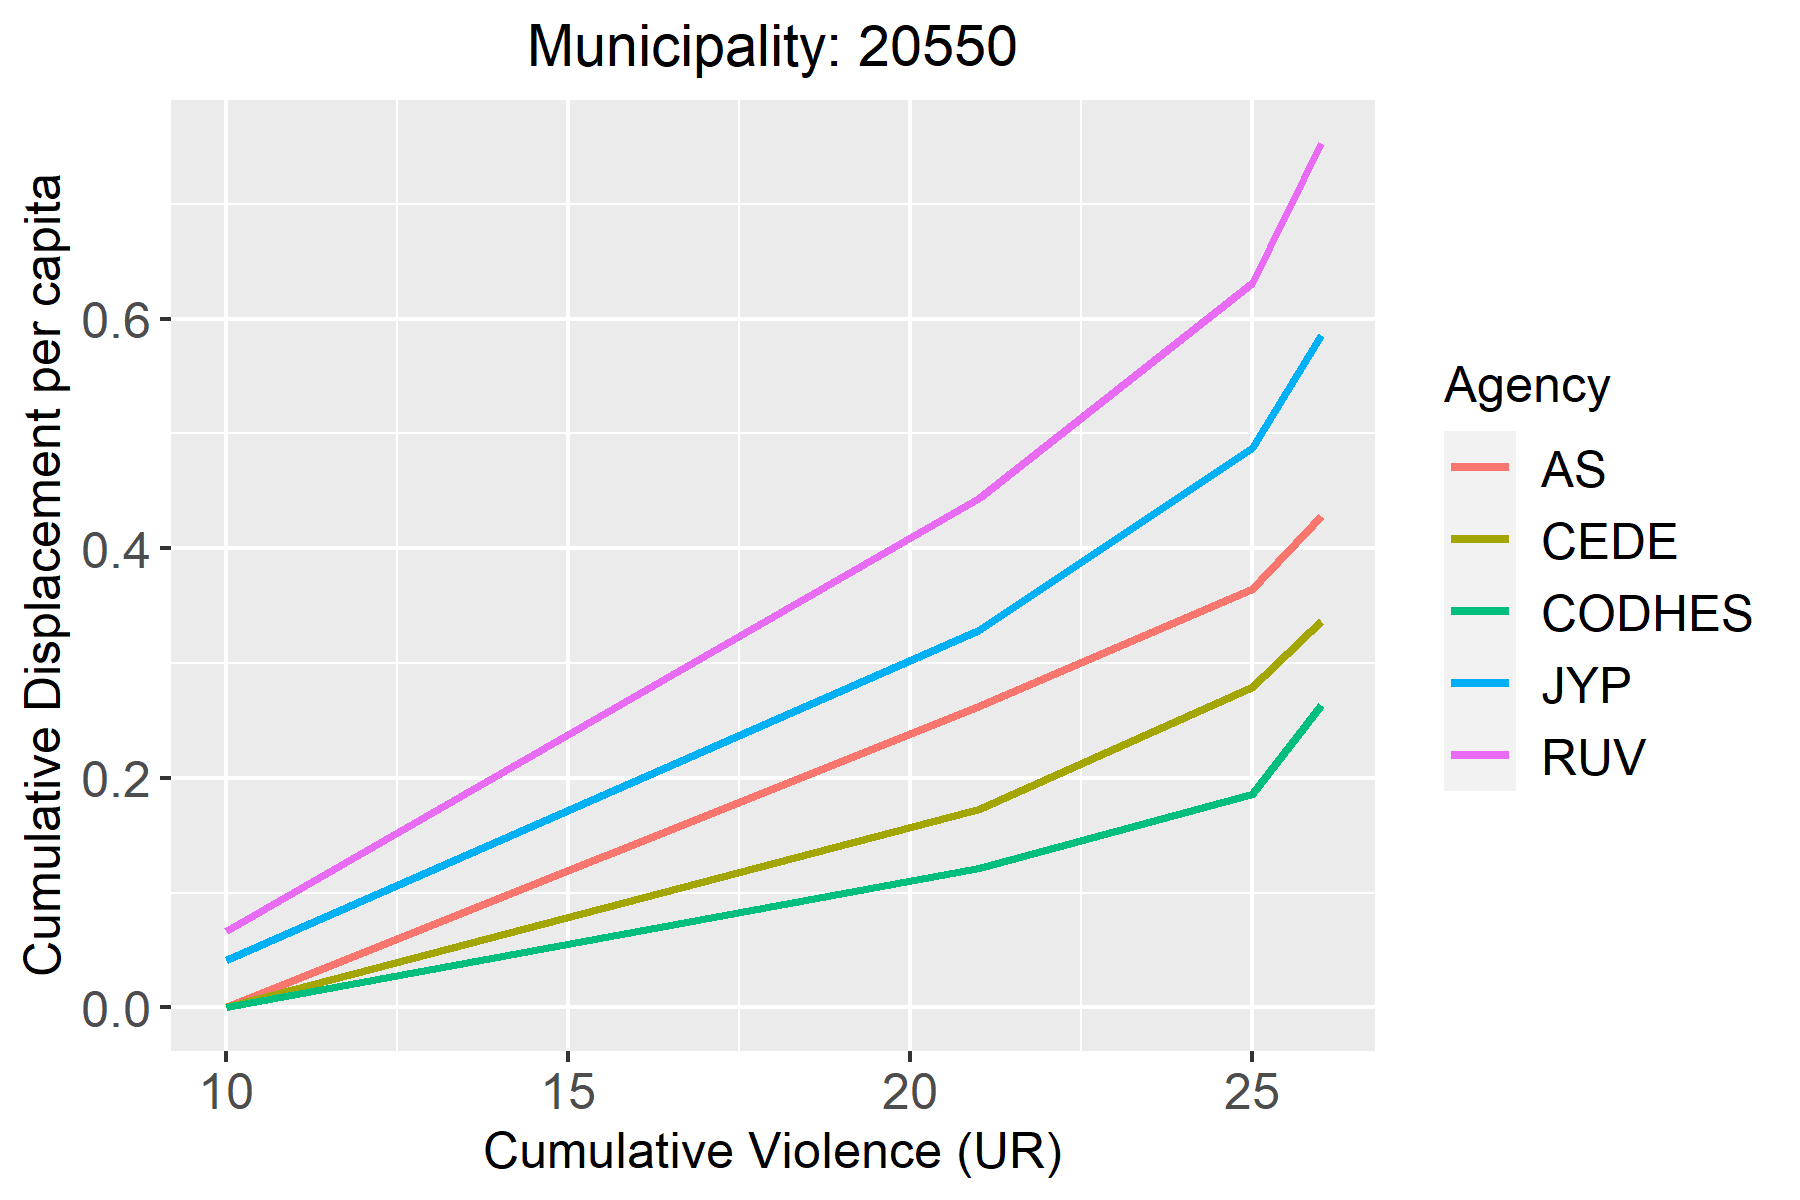 Municipality: 20550
Cumulative Displacement per capita
0.6
0.4
0.2
0.0
10 15 20 25
Cumulative Violence (UR)
Agency
AS
CEDE
CODHES
JYP
RUV